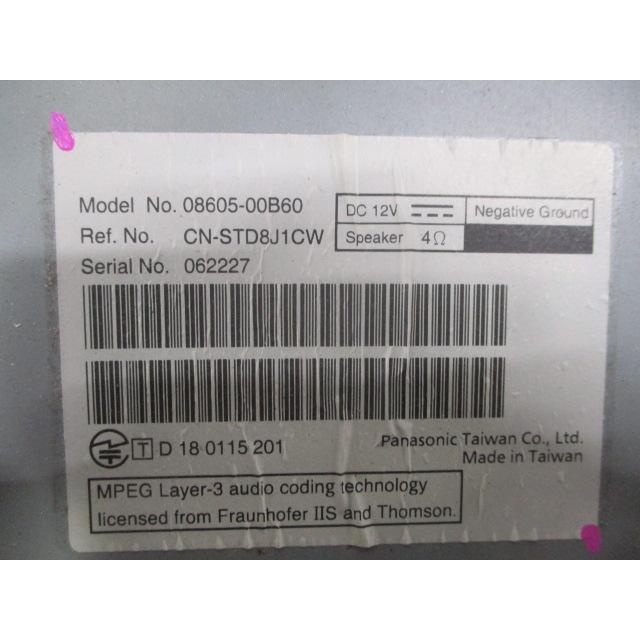 Model No. 08605-00B60
DC 12V
Negative Ground
Ref. No. CN-STD8J1CW
Speaker 4Ω
Serial No. 062227
T D 18 0115 201
Panasonic Taiwan Co., Ltd.
Made in Taiwan
MPEG Layer-3 audio coding technology
licensed from Fraunhofer IIS and Thomson.